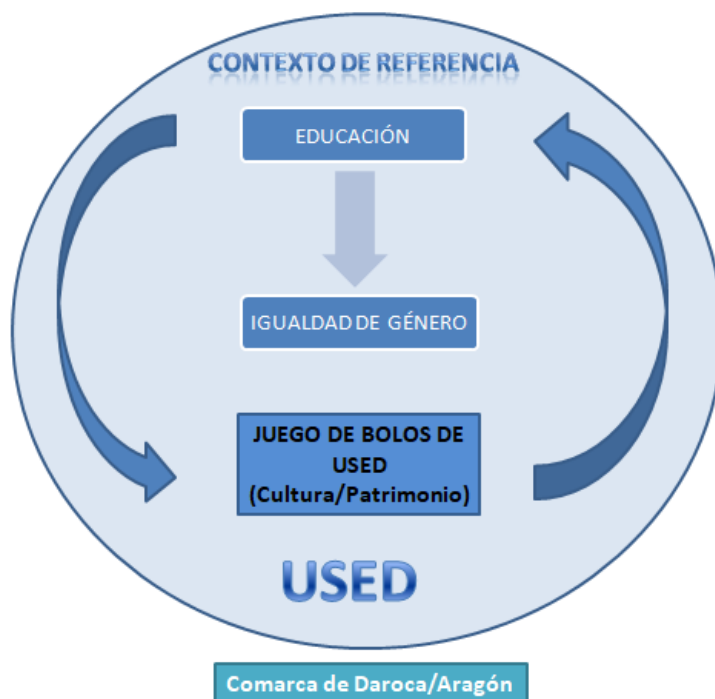 CONTEXTO DE REFERENCIA
EDUCACIÓN
IGUALDAD DE GÉNERO
JUEGO DE BOLOS DE
USED
(Cultura/Patrimonio)
USED
Comarca de Daroca/Aragón